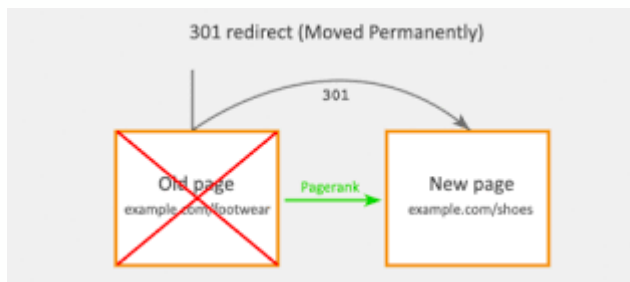 301 redirect (Moved Permanently)
301
Old page
example.com/footwear
Pagerank
New page
example.com/shoes